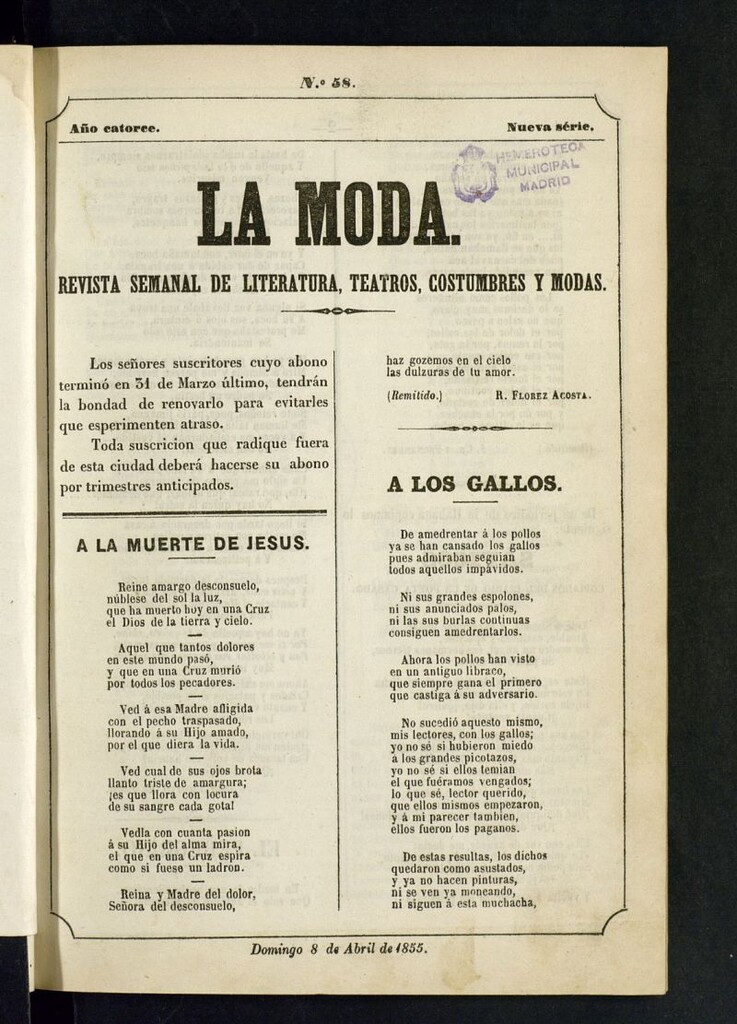 N.º 58.
Año catorce.
Nueva série.
HEMEROTECA
MUNICIPAL
MADRID
LA MODA.
REVISTA SEMANAL DE LITERATURA, TEATROS, COSTUMBRES Y MODAS.
Los señores suscritores cuyo abono
terminó en 31 de Marzo último, tendrán
la bondad de renovarlo para evitarles
que esperimenten atraso.
Toda suscricion que radique fuera
de esta ciudad deberá hacerse su abono
por trimestres anticipados.
A LA MUERTE DE JESUS.
Reine amargo desconsuelo,
núblese del sol la luz,
que ha muerto hoy en una Cruz
el Dios de la tierra y cielo.
Aquel que tantos dolores
en este mundo pasó,
y que en una Cruz murió
por todos los pecadores.
Ved á esa Madre afligida
con el pecho traspasado,
llorando á su Hijo amado,
por el que diera la vida.
Ved cual de sus ojos brota
llanto triste de amargura;
¡es que llora con locura
de su sangre cada gota!
Vedla con cuanta pasion
á su Hijo del alma mira,
el que en una Cruz espira
como si fuese un ladron.
Reina y Madre del dolor,
Señora del desconsuelo,
haz gozemos en el cielo
las dulzuras de tu amor.
(Remitido.) R. FLOREZ ACOSTA.
A LOS GALLOS.
De amedrentar á los pollos
ya se han cansado los gallos
pues admiraban seguian
todos aquellos impávidos.
Ni sus grandes espolones,
ni sus anunciados palos,
ni las sus burlas continuas
consiguen amedrentarlos.
Ahora los pollos han visto
en un antiguo libraco,
que siempre gana el primero
que castiga á su adversario.
No sucedió aquesto mismo,
mis lectores, con los gallos;
yo no sé si hubieron miedo
á los grandes picotazos,
yo no sé si ellos temian
el que fuéramos vengados;
lo que sé, lector querido,
que ellos mismos empezaron,
y á mi parecer tambien,
ellos fueron los paganos.
De estas resultas, los dichos
quedaron como asustados,
y ya no hacen pinturas,
ni se ven ya moneando,
ni siguen á esta muchacha,
Domingo 8 de Abril de 1855.